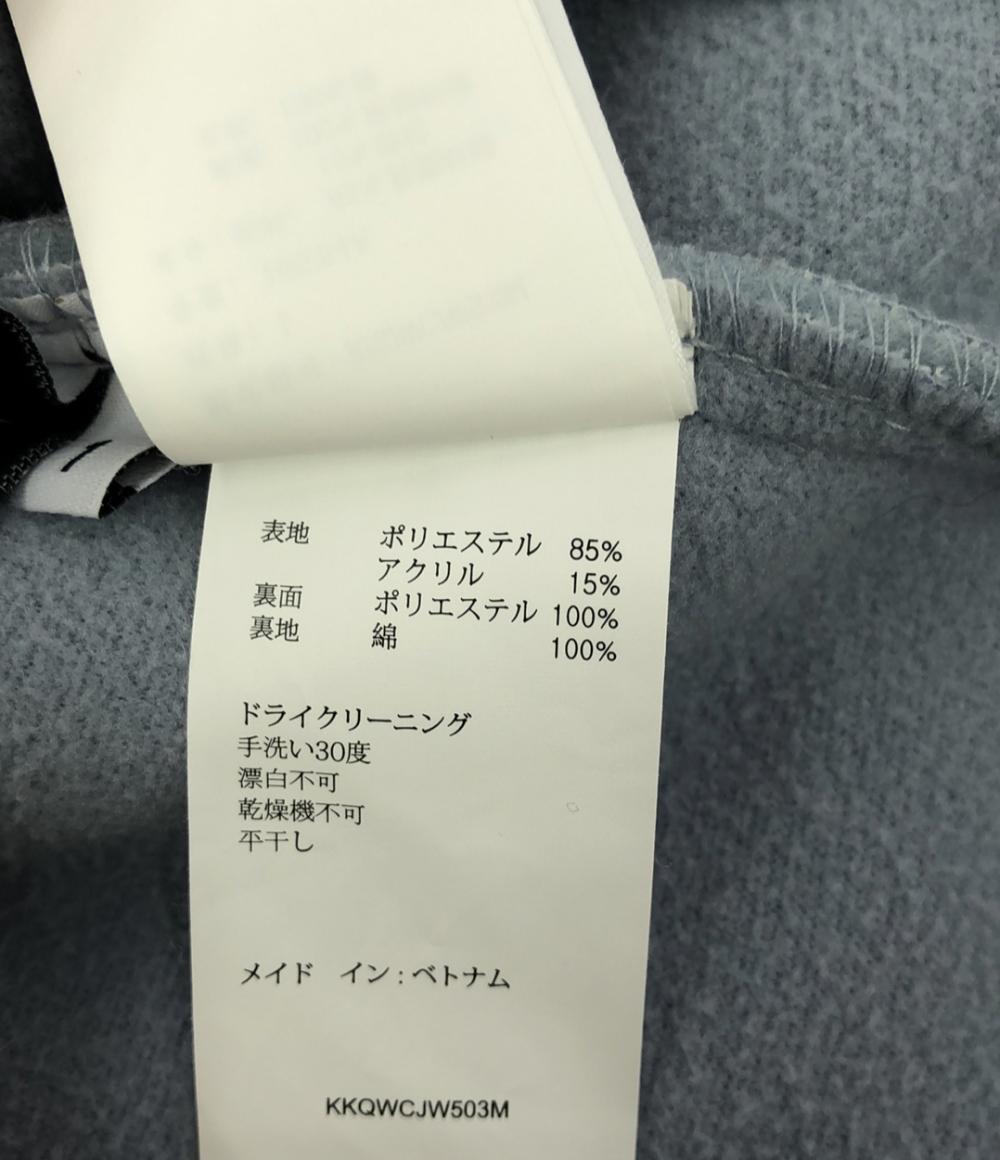 表地 ポリエステル 85%
アクリル 15%
裏面 ポリエステル 100%
裏地 綿 100%
ドライクリーニング
手洗い30度
漂白不可
乾燥機不可
平干し
メイド イン：ベトナム
KKQWCJW503M